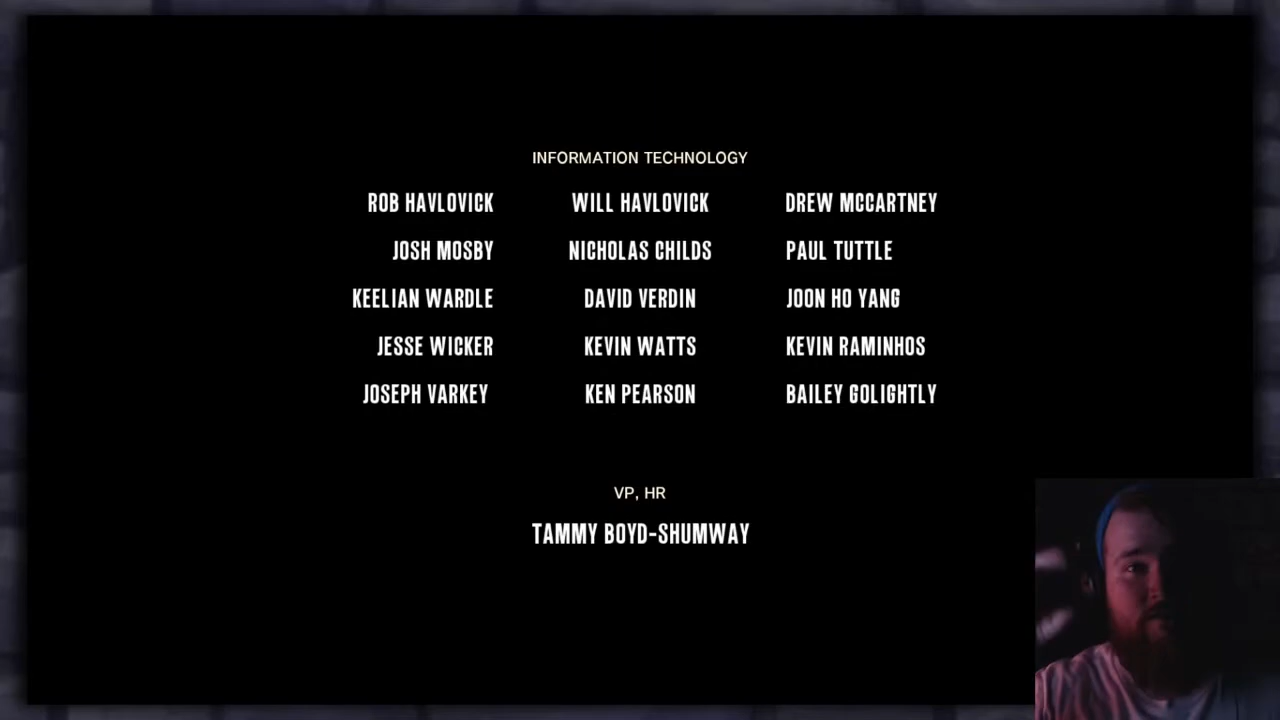 INFORMATION TECHNOLOGY
ROB HAVLOVICK WILL HAVLOVICK DREW MCCARTNEY
JOSH MOSBY NICHOLAS CHILDS PAUL TUTTLE
KEELIAN WARDLE DAVID VERDIN JOON HO YANG
JESSE WICKER KEVIN WATTS KEVIN RAMINHOS
JOSEPH VARKEY KEN PEARSON BAILEY GOLIGHTLY
VP, HR
TAMMY BOYD-SHUMWAY